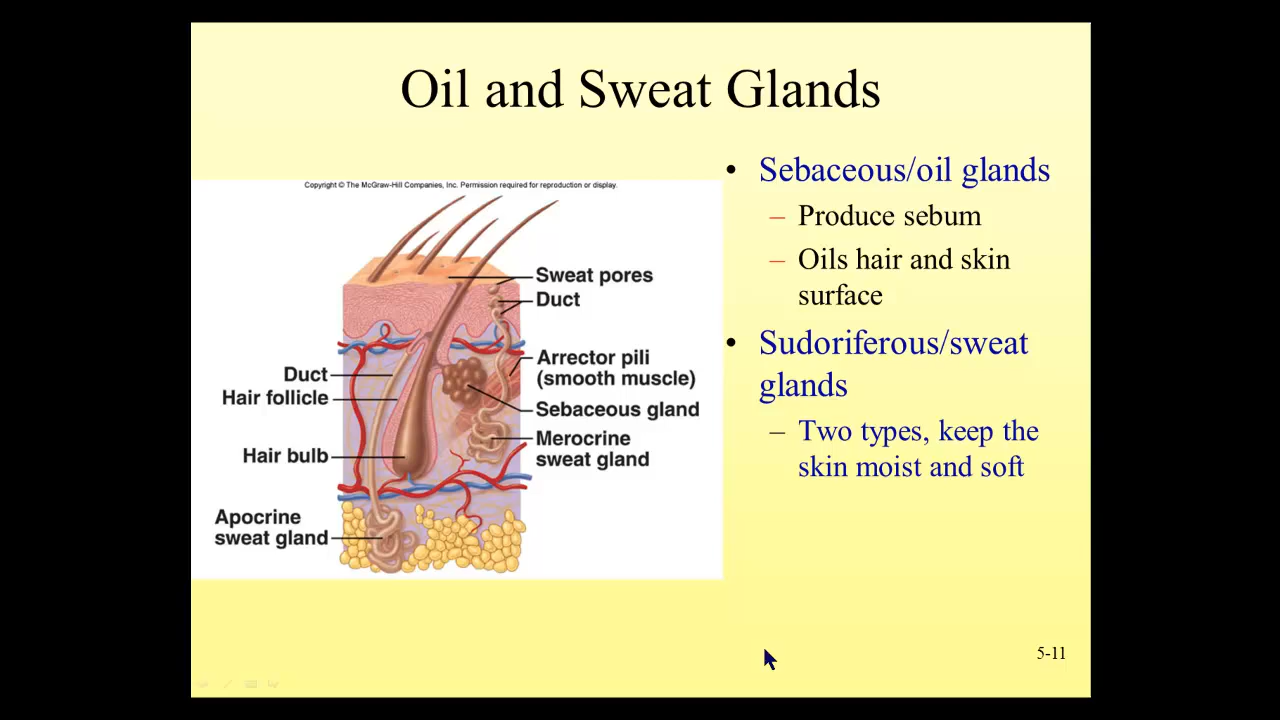 Oil and Sweat Glands
Copyright © The McGraw-Hill Companies, Inc. Permission required for reproduction or display.
Sweat pores
Duct
Arrector pili
(smooth muscle)
Sebaceous gland
Merocrine
sweat gland
Duct
Hair follicle
Hair bulb
Apocrine
sweat gland
• Sebaceous/oil glands
– Produce sebum
– Oils hair and skin
surface
• Sudoriferous/sweat
glands
– Two types, keep the
skin moist and soft
5-11